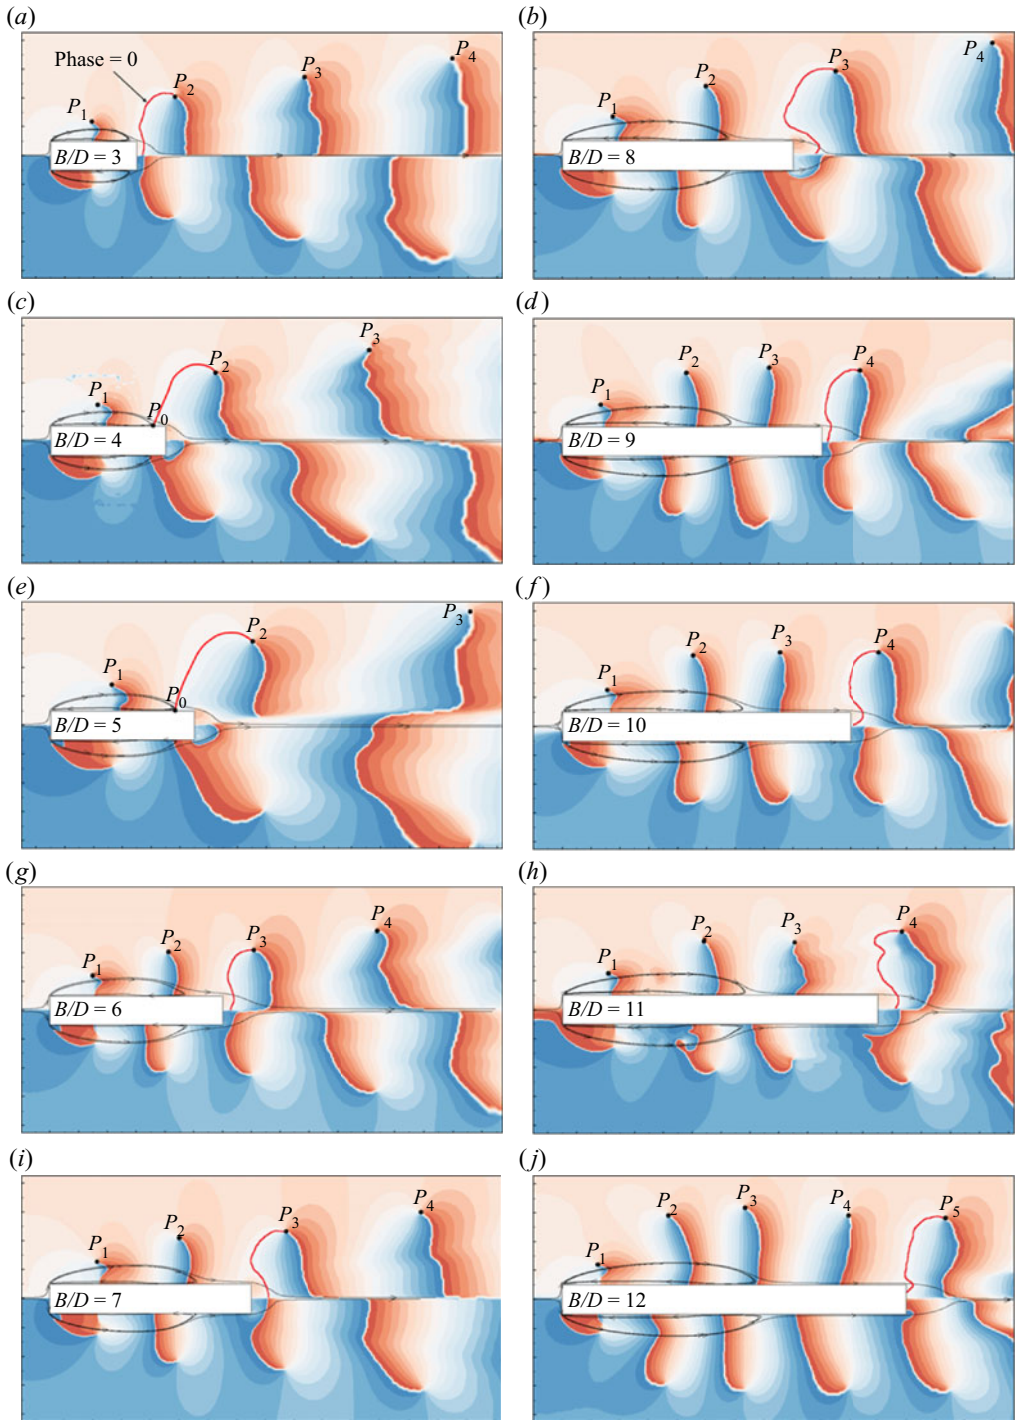 (a)
Phase = 0
P1
P2
P3
P4
B/D = 3
(b)
P1
P2
P3
P4
B/D = 8
(c)
P1
P0
P2
P3
B/D = 4
(d)
P1
P2
P3
P4
B/D = 9
(e)
P1
P0
P2
P3
B/D = 5
(f)
P1
P2
P3
P4
B/D = 10
(g)
P1
P2
P3
P4
B/D = 6
(h)
P1
P2
P3
P4
B/D = 11
(i)
P1
P2
P3
P4
B/D = 7
(j)
P1
P2
P3
P4
P5
B/D = 12